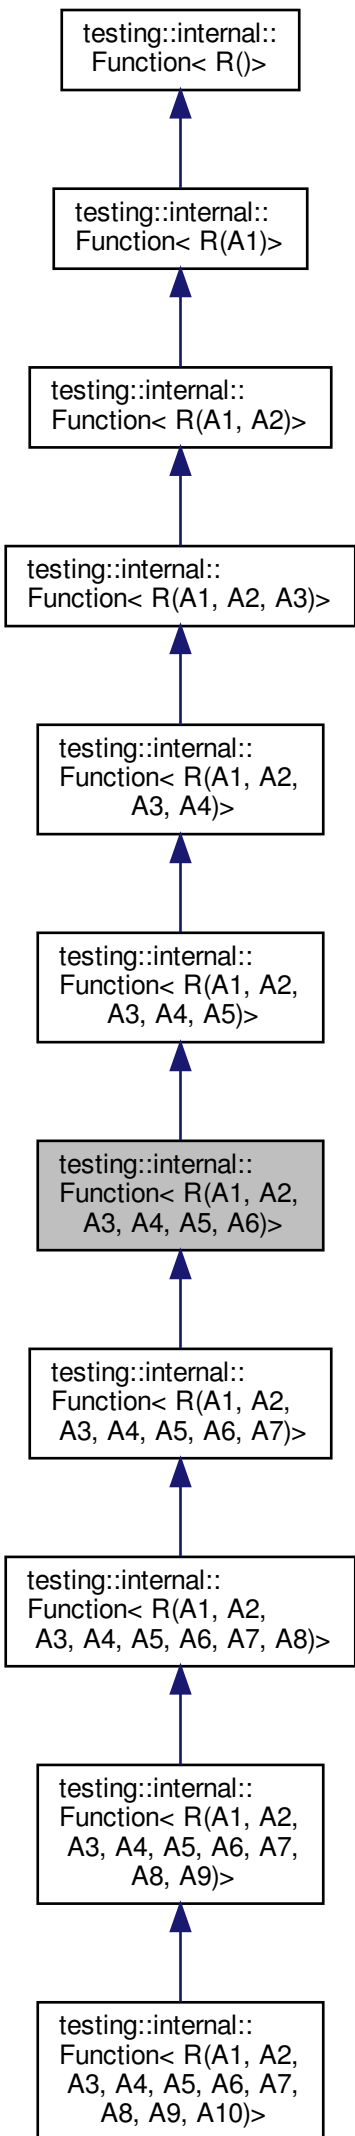 testing::internal::
Function< R()>
testing::internal::
Function< R(A1)>
testing::internal::
Function< R(A1, A2)>
testing::internal::
Function< R(A1, A2, A3)>
testing::internal::
Function< R(A1, A2,
A3, A4)>
testing::internal::
Function< R(A1, A2,
A3, A4, A5)>
testing::internal::
Function< R(A1, A2,
A3, A4, A5, A6)>
testing::internal::
Function< R(A1, A2,
A3, A4, A5, A6, A7)>
testing::internal::
Function< R(A1, A2,
A3, A4, A5, A6, A7, A8)>
testing::internal::
Function< R(A1, A2,
A3, A4, A5, A6, A7,
A8, A9)>
testing::internal::
Function< R(A1, A2,
A3, A4, A5, A6, A7,
A8, A9, A10)>